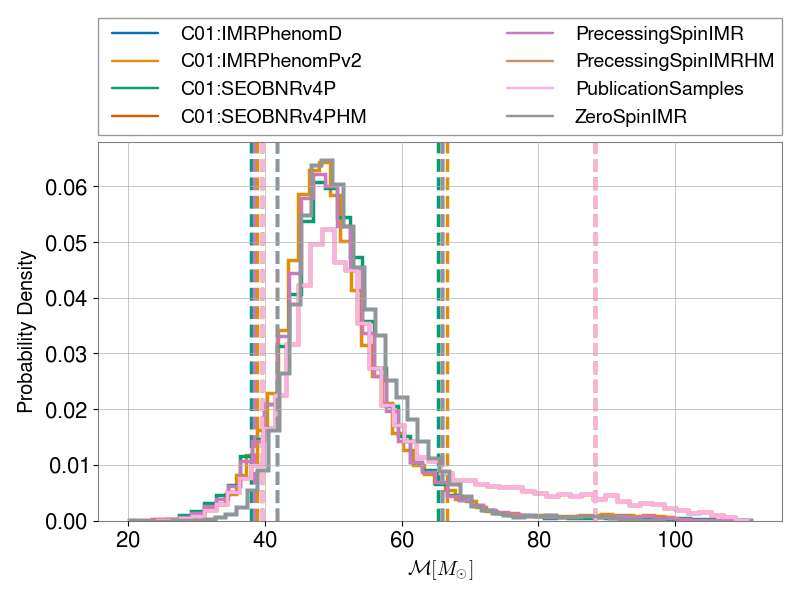 C01:IMRPhenomD
C01:IMRPhenomPv2
C01:SEOBNRv4P
C01:SEOBNRv4PHM
PrecessingSpinIMR
PrecessingSpinIMRHM
PublicationSamples
ZeroSpinIMR
Probability Density
0.06
0.05
0.04
0.03
0.02
0.01
0.00
20 40 60 80 100
ℳ[M⊙]